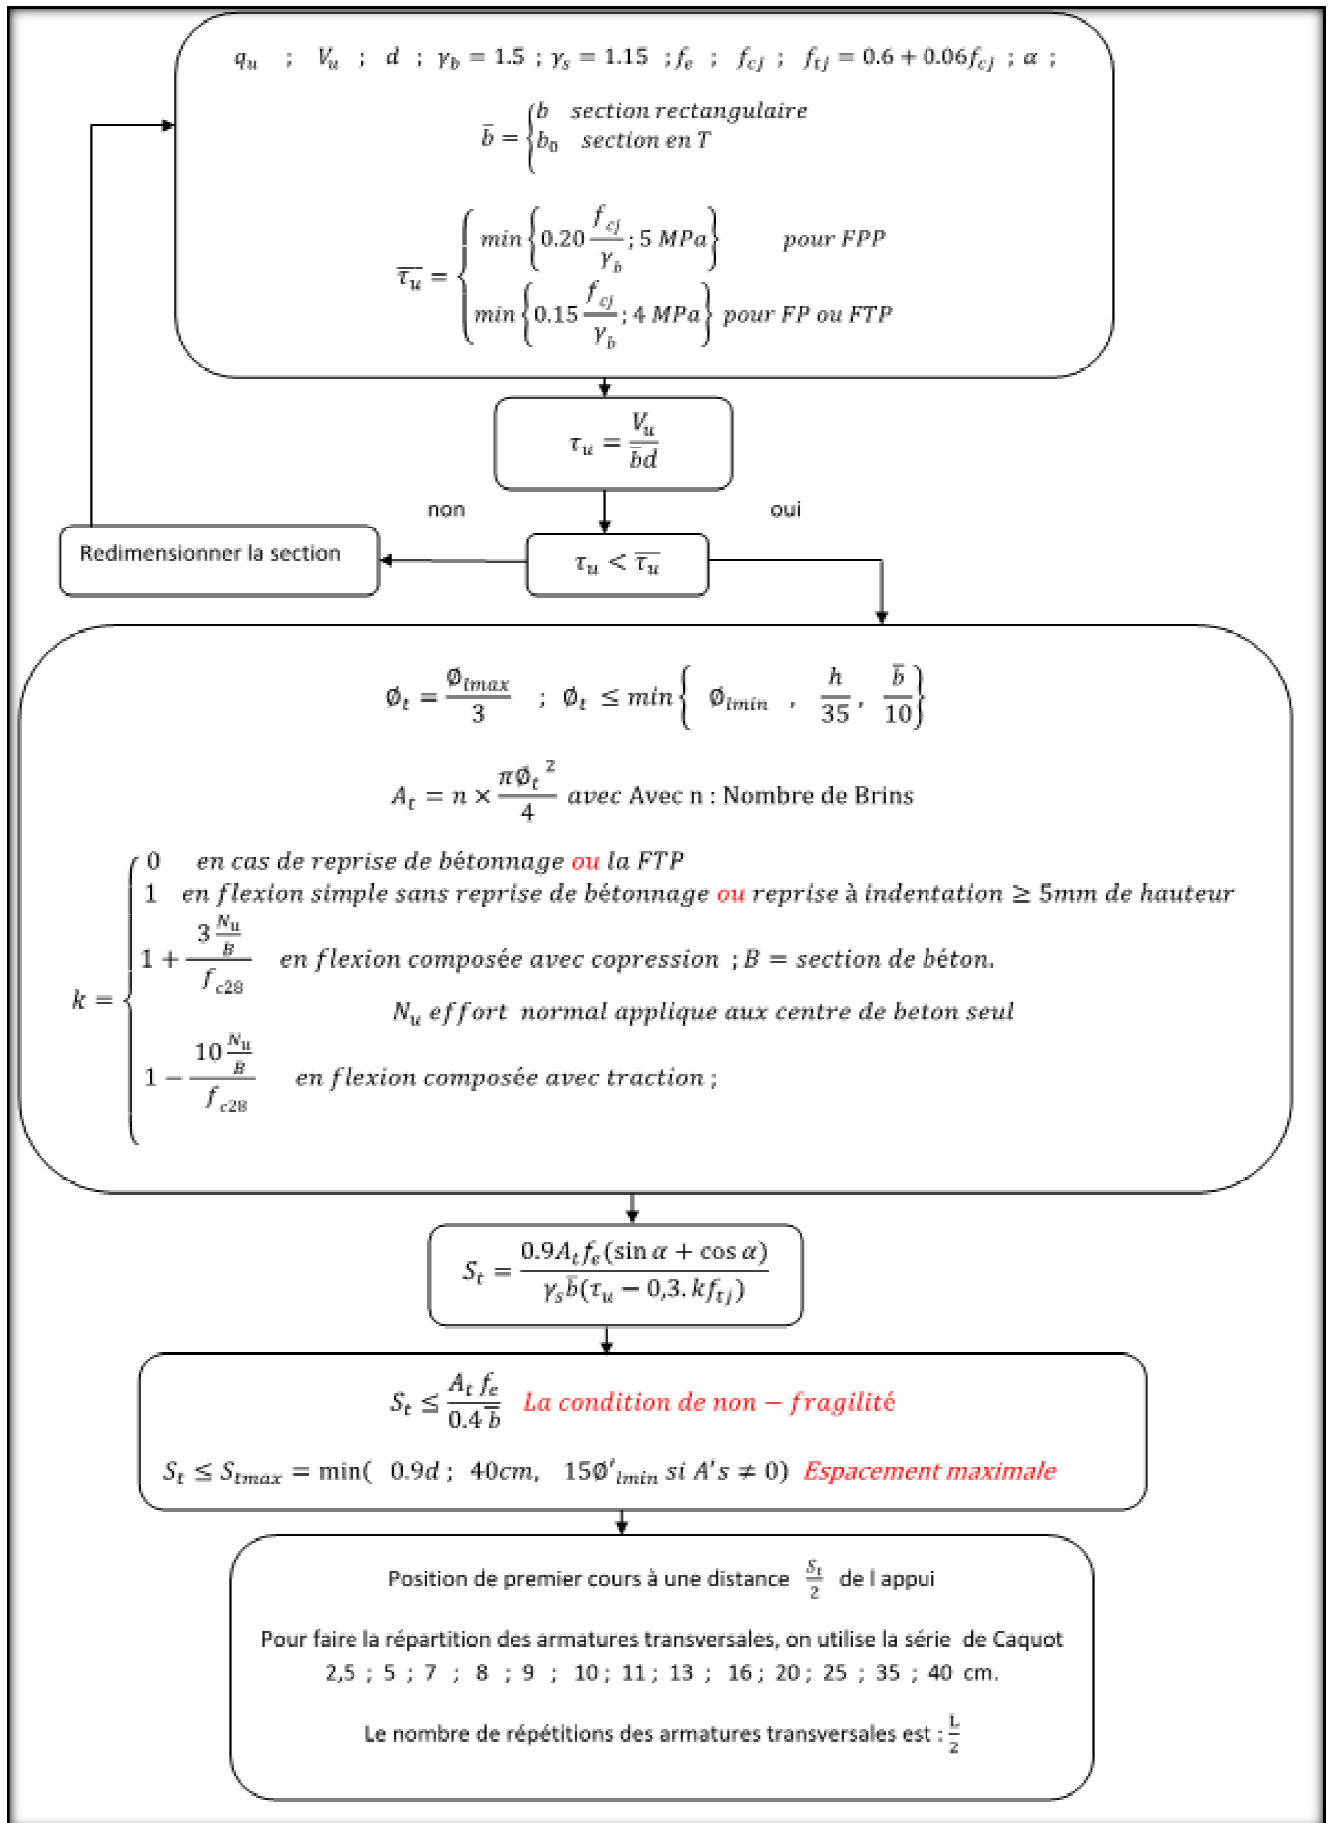 q_u ; V_u ; d ; γ_b = 1.5 ; γ_s = 1.15 ; f_e ; f_cj ; f_tj = 0.6 + 0.06f_cj ; α ;
b̅ = { b section rectangulaire
b_0 section en T
τ_u̅ = { min {0.20 f_cj/γ_b ; 5 MPa} pour FPP
min {0.15 f_cj/γ_b ; 4 MPa} pour FP ou FTP
τ_u = V_u / b̅d
non oui
Redimensionner la section
τ_u < τ_u̅
Ø_t = Ø_lmax/3 ; Ø_t ≤ min { Ø_lmin , h/35 , b̅/10 }
A_t = n × πØ_t²/4 avec Avec n : Nombre de Brins
k = { 0 en cas de reprise de bétonnage ou la FTP
1 en flexion simple sans reprise de bétonnage ou reprise à indentation ≥ 5mm de hauteur
1 + (3 N_u/B)/f_c28 en flexion composée avec copression ; B = section de béton.
N_u effort normal applique aux centre de beton seul
1 − (10 N_u/B)/f_c28 en flexion composée avec traction ;
S_t = 0.9A_t f_e(sin α + cos α) / γ_s b̅(τ_u − 0,3. k f_tj)
S_t ≤ A_t f_e / 0.4 b̅ La condition de non − fragilité
S_t ≤ S_tmax = min( 0.9d ; 40cm, 15Ø'_lmin si A's ≠ 0) Espacement maximale
Position de premier cours à une distance S_t/2 de l appui
Pour faire la répartition des armatures transversales, on utilise la série de Caquot
2,5 ; 5 ; 7 ; 8 ; 9 ; 10 ; 11 ; 13 ; 16 ; 20 ; 25 ; 35 ; 40 cm.
Le nombre de répétitions des armatures transversales est : L/2